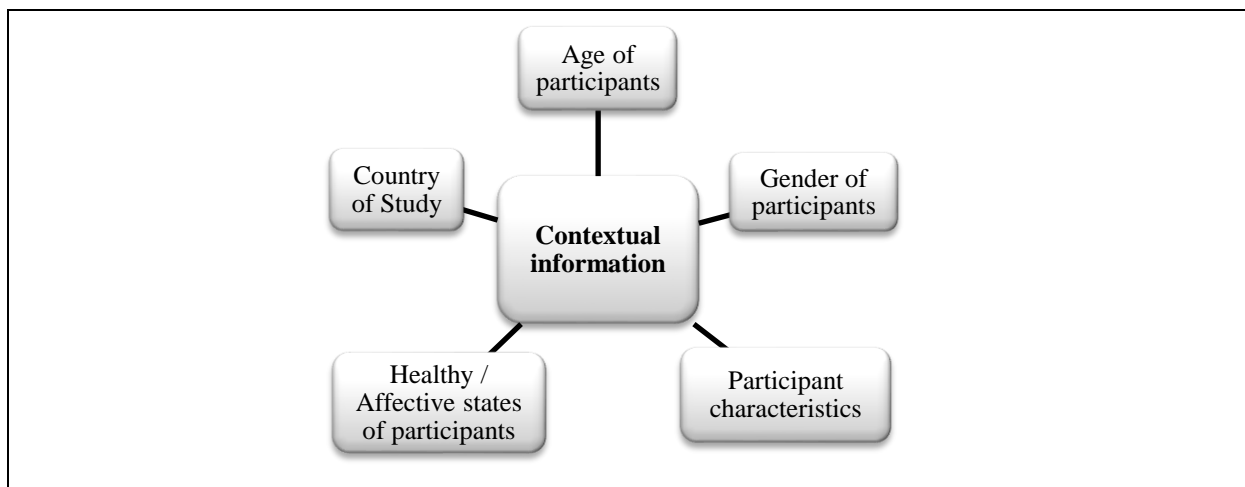 Age of
participants
Country
of Study
Gender of
participants
Contextual
information
Healthy /
Affective states
of participants
Participant
characteristics